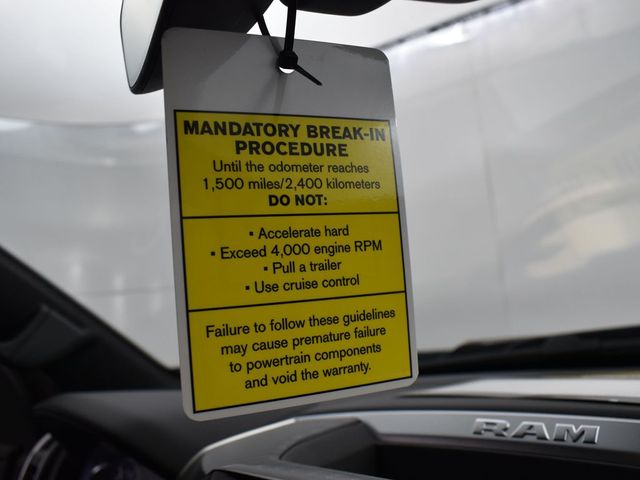 MANDATORY BREAK-IN
PROCEDURE
Until the odometer reaches
1,500 miles/2,400 kilometers
DO NOT:
▪ Accelerate hard
▪ Exceed 4,000 engine RPM
▪ Pull a trailer
▪ Use cruise control
Failure to follow these guidelines
may cause premature failure
to powertrain components
and void the warranty.
RAM